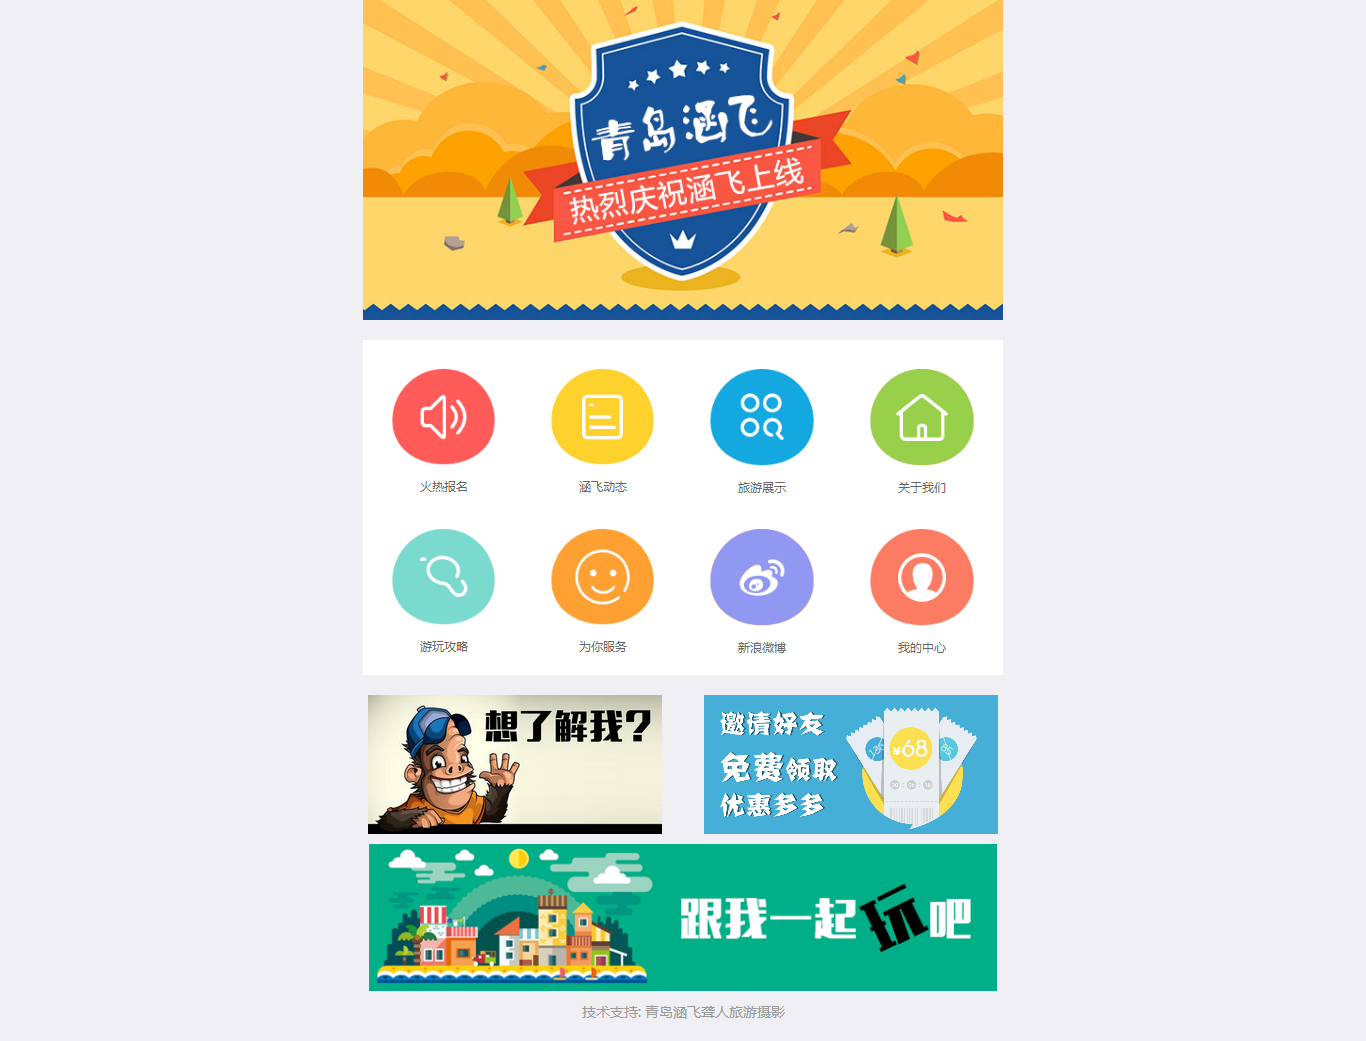 青岛涵飞
热烈庆祝涵飞上线
火热报名
涵飞动态
旅游展示
关于我们
游玩攻略
为你服务
新浪微博
我的中心
想了解我?
邀请好友
免费领取
优惠多多
¥68
跟我一起玩吧
技术支持: 青岛涵飞聋人旅游摄影